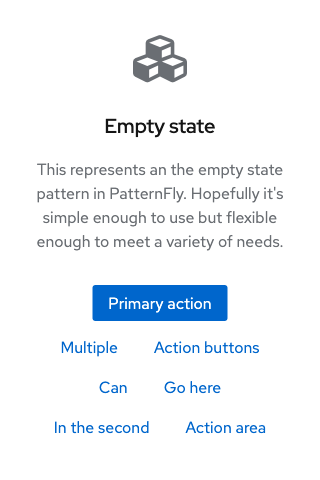 Empty state
This represents an the empty state
pattern in PatternFly. Hopefully it's
simple enough to use but flexible
enough to meet a variety of needs.
Primary action
Multiple Action buttons
Can Go here
In the second Action area